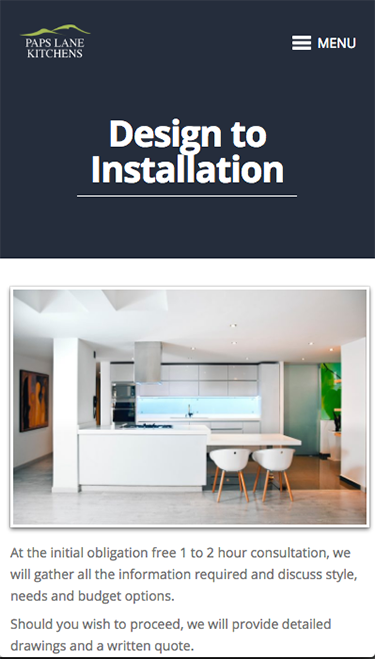 PAPS LANE
KITCHENS
MENU
Design to
Installation
At the initial obligation free 1 to 2 hour consultation, we
will gather all the information required and discuss style,
needs and budget options.
Should you wish to proceed, we will provide detailed
drawings and a written quote.